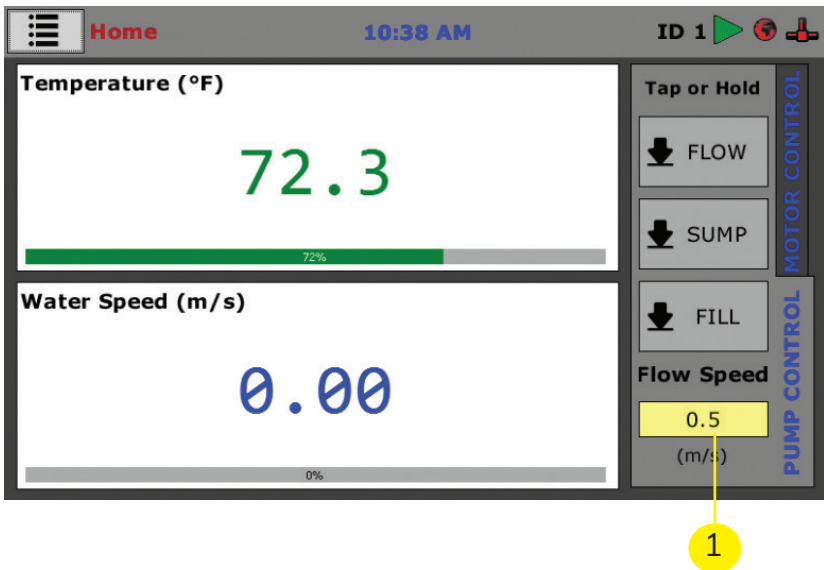 Home 10:38 AM ID 1
Temperature (°F)
72.3
72%
Water Speed (m/s)
0.00
0%
Tap or Hold
FLOW
SUMP
FILL
Flow Speed
0.5
(m/s)
MOTOR CONTROL
PUMP CONTROL
1